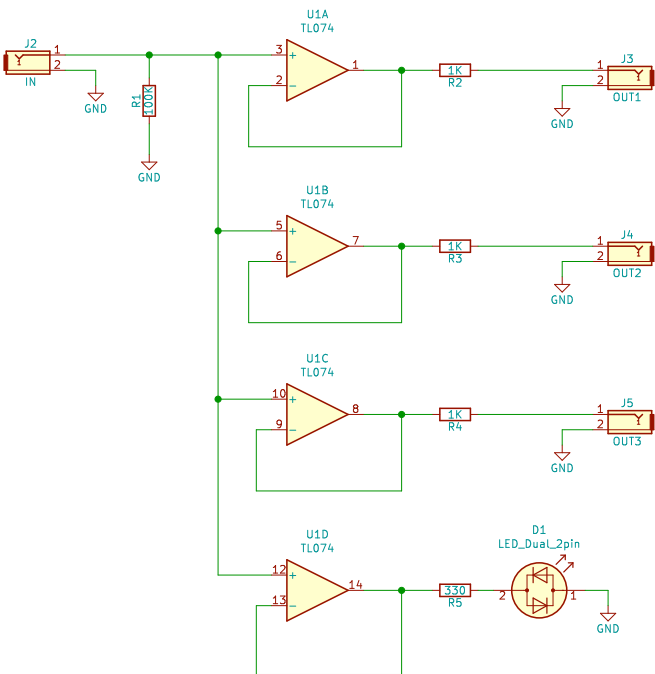 U1A
TL074
J2
1
2
IN
GND
R1
100K
GND
3
+
2
−
1
1K
R2
J3
1
2
OUT1
GND
U1B
TL074
5
+
6
−
7
1K
R3
J4
1
2
OUT2
GND
U1C
TL074
10
+
9
−
8
1K
R4
J5
1
2
OUT3
GND
U1D
TL074
12
+
13
−
14
330
R5
D1
LED_Dual_2pin
2
1
GND